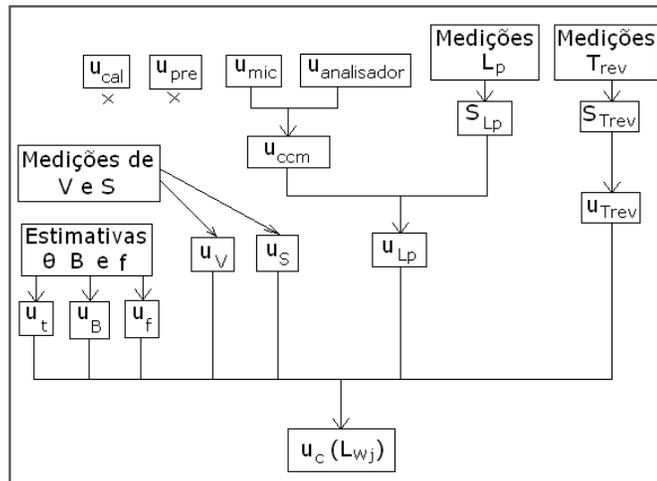 u_cal
u_pre
u_mic
u_analisador
Medições
L_p
Medições
T_rev
S_Lp
S_Trev
u_ccm
Medições de
V e S
u_Trev
Estimativas
θ B e f
u_V
u_S
u_Lp
u_t
u_B
u_f
u_c (L_Wj)